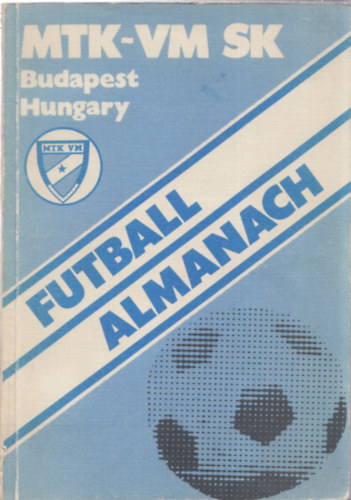 MTK-VM SK
Budapest
Hungary
MTK VM
FUTBALL
ALMANACH